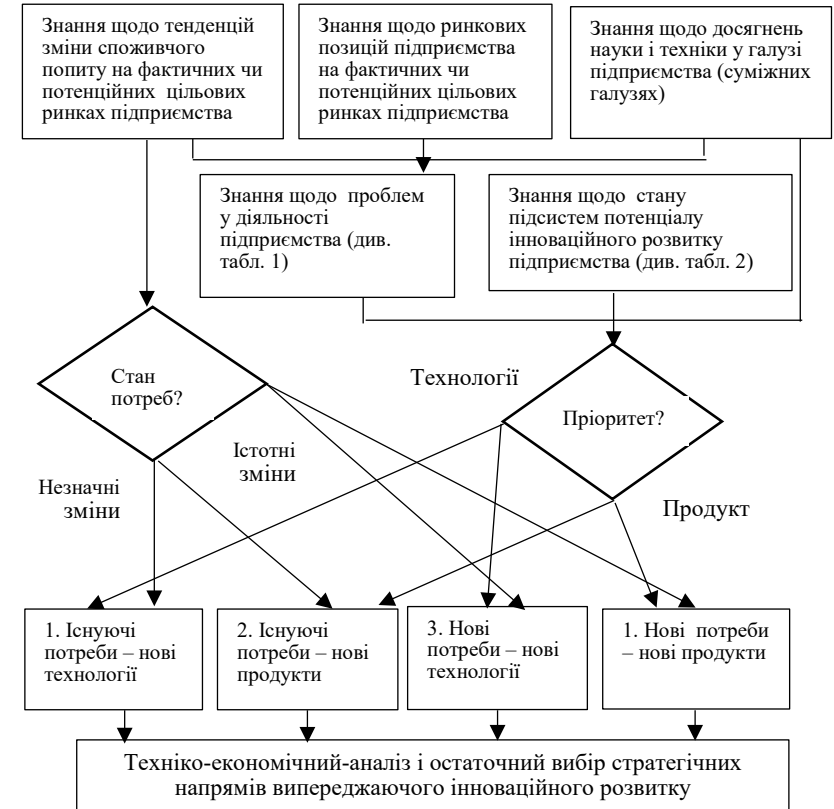 Знання щодо тенденцій
зміни споживчого
попиту на фактичних чи
потенційних цільових
ринках підприємства
Знання щодо ринкових
позицій підприємства
на фактичних чи
потенційних цільових
ринках підприємства
Знання щодо досягнень
науки і техніки у галузі
підприємства (суміжних
галузях)
Знання щодо проблем
у діяльності
підприємства (див.
табл. 1)
Знання щодо стану
підсистем потенціалу
інноваційного розвитку
підприємства (див. табл. 2)
Стан
потреб?
Технології
Пріоритет?
Незначні
зміни
Істотні
зміни
Продукт
1. Існуючі
потреби – нові
технології
2. Існуючі
потреби – нові
продукти
3. Нові
потреби – нові
технології
1. Нові потреби
– нові продукти
Техніко-економічний-аналіз і остаточний вибір стратегічних
напрямів випереджаючого інноваційного розвитку